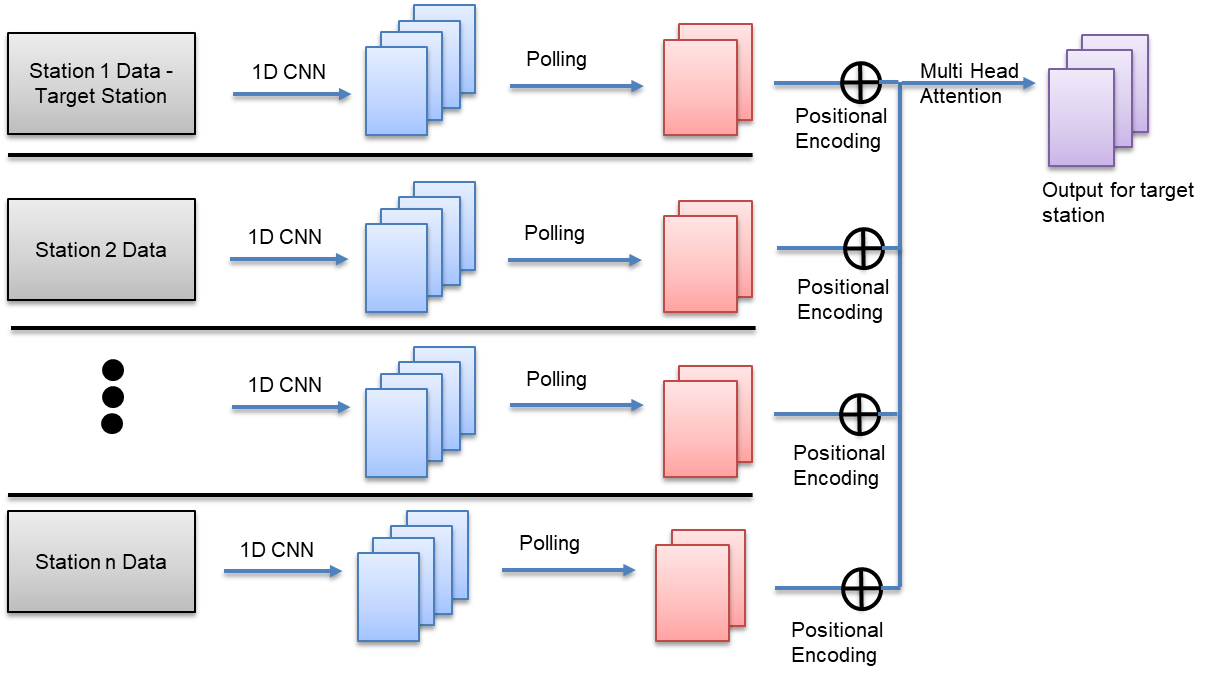 Station 1 Data -
Target Station
1D CNN
Polling
Positional
Encoding
Multi Head
Attention
Output for target
station
Station 2 Data
1D CNN
Polling
Positional
Encoding
1D CNN
Polling
Positional
Encoding
Station n Data
1D CNN
Polling
Positional
Encoding